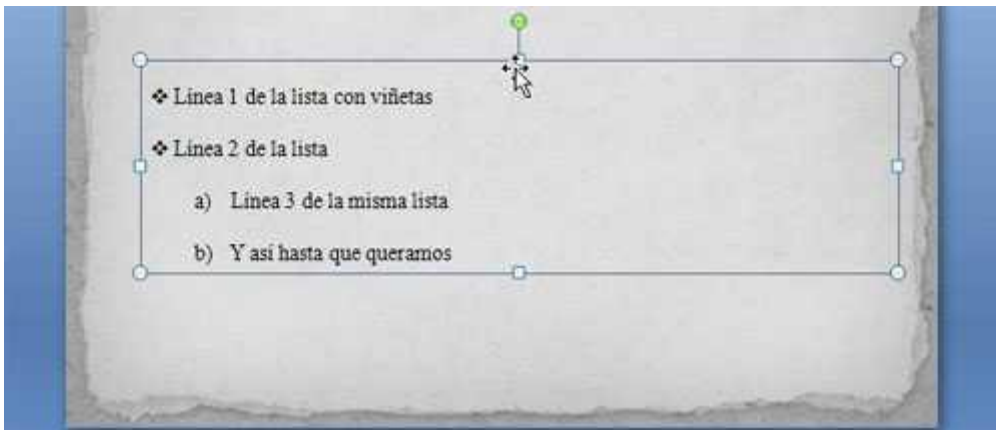 ❖ Línea 1 de la lista con viñetas
❖ Línea 2 de la lista
a) Línea 3 de la misma lista
b) Y así hasta que queramos